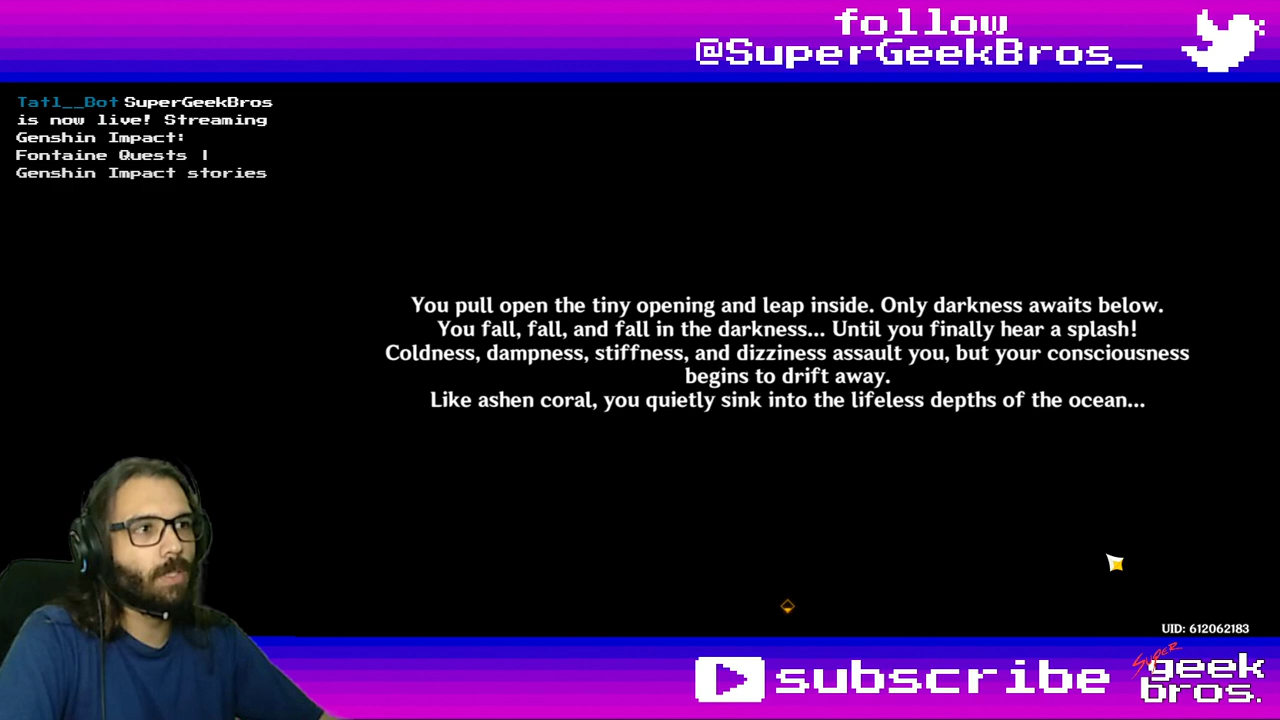 follow
@SuperGeekBros_
Tatl__Bot SuperGeekBros
is now live! Streaming
Genshin Impact:
Fontaine Quests |
Genshin Impact stories
You pull open the tiny opening and leap inside. Only darkness awaits below.
You fall, fall, and fall in the darkness... Until you finally hear a splash!
Coldness, dampness, stiffness, and dizziness assault you, but your consciousness
begins to drift away.
Like ashen coral, you quietly sink into the lifeless depths of the ocean...
UID: 612062183
subscribe
SUPER
geek
bros.